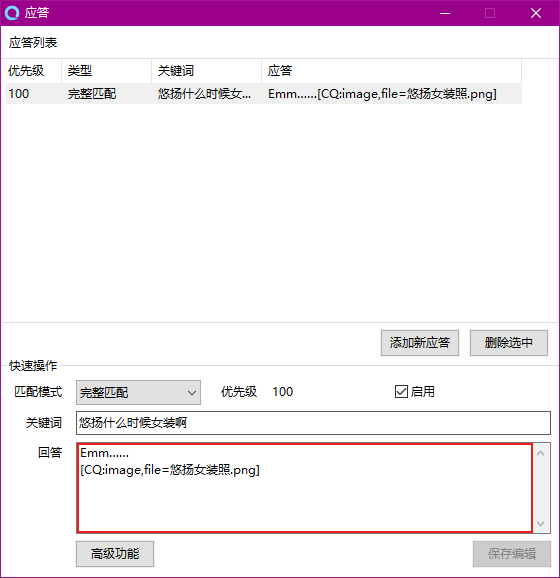 应答
应答列表
优先级 类型 关键词 应答
100 完整匹配 悠扬什么时候女... Emm......[CQ:image,file=悠扬女装照.png]
添加新应答 删除选中
快速操作
匹配模式 完整匹配 优先级 100 启用
关键词 悠扬什么时候女装啊
回答 Emm......
[CQ:image,file=悠扬女装照.png]
高级功能 保存编辑